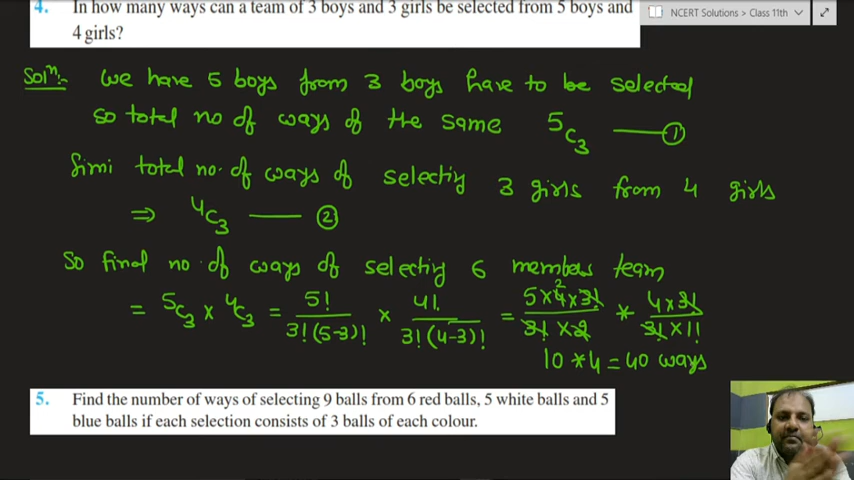 4. In how many ways can a team of 3 boys and 3 girls be selected from 5 boys and
4 girls?
NCERT Solutions > Class 11th
Solⁿ:- we have 5 boys from 3 boys have to be selected
so total no of ways of the same ⁵C₃ —— ①
Simi total no. of ways of selecting 3 girls from 4 girls
⇒ ⁴C₃ —— ②
So final no. of ways of selecting 6 members team
= ⁵C₃ × ⁴C₃ = 5!/3!(5-3)! × 4!/3!(4-3)! = 5×4×3!/3!×2 * 4×3!/3!×1!
2
10 * 4 = 40 ways
5. Find the number of ways of selecting 9 balls from 6 red balls, 5 white balls and 5
blue balls if each selection consists of 3 balls of each colour.